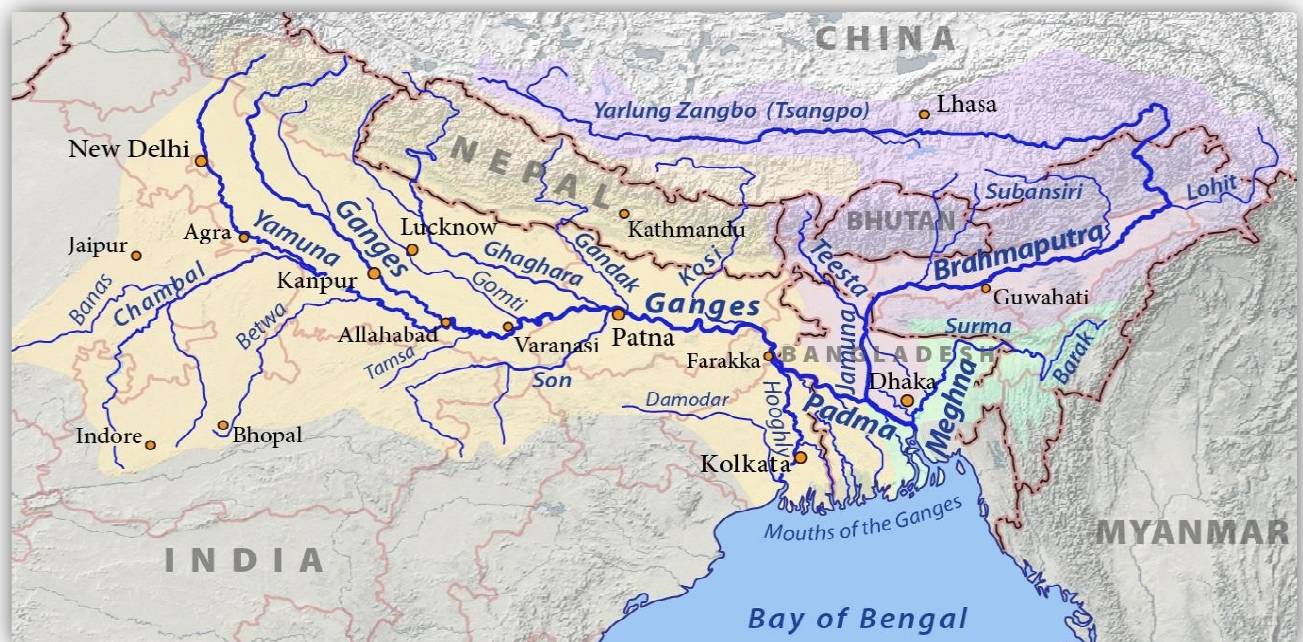 CHINA
Yarlung Zangbo (Tsangpo)
Lhasa
New Delhi
NEPAL
Subansiri
Lohit
Kathmandu
BHUTAN
Jaipur
Agra
Yamuna
Ganges
Lucknow
Ghaghara
Gandak
Kosi
Teesta
Brahmaputra
Banas
Chambal
Kanpur
Gomti
Ganges
Guwahati
Betwa
Allahabad
Varanasi
Patna
Jamuna
Surma
Barak
Tamsa
Son
Farakka
BANGLADESH
Dhaka
Damodar
Hooghly
Padma
Meghna
Indore
Bhopal
Kolkata
Mouths of the Ganges
INDIA
MYANMAR
Bay of Bengal